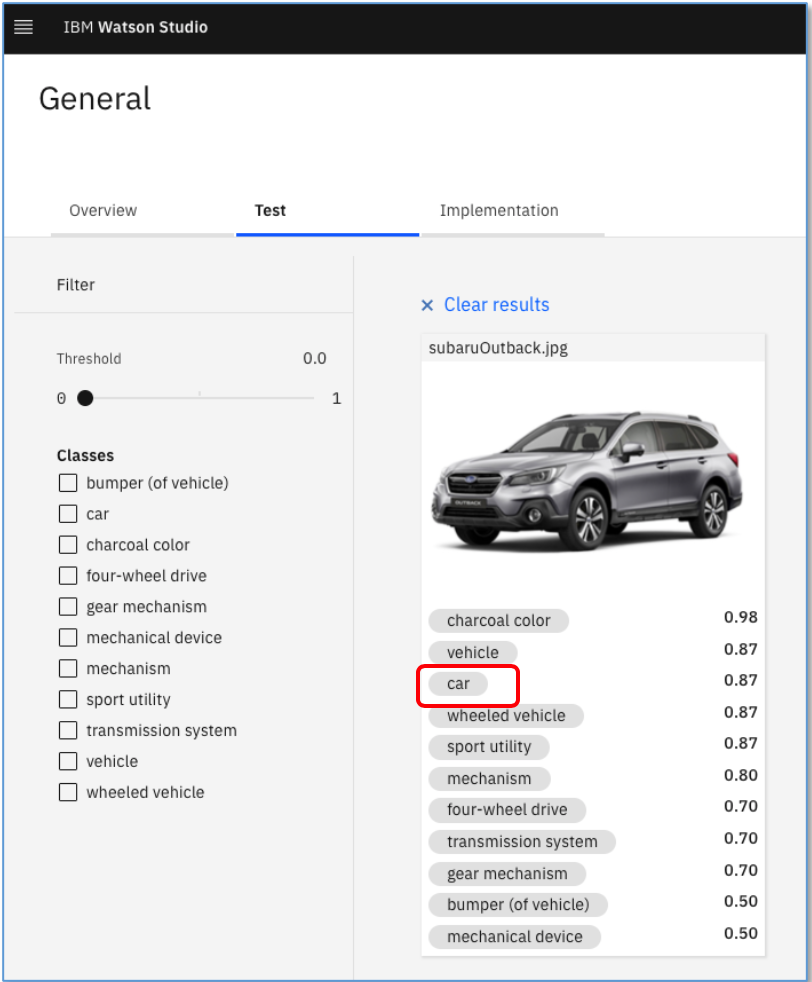 IBM Watson Studio
General
Overview
Test
Implementation
Filter
Threshold
0.0
0
1
Classes
bumper (of vehicle)
car
charcoal color
four-wheel drive
gear mechanism
mechanical device
mechanism
sport utility
transmission system
vehicle
wheeled vehicle
× Clear results
subaruOutback.jpg
OUTBACK
charcoal color 0.98
vehicle 0.87
car 0.87
wheeled vehicle 0.87
sport utility 0.87
mechanism 0.80
four-wheel drive 0.70
transmission system 0.70
gear mechanism 0.70
bumper (of vehicle) 0.50
mechanical device 0.50